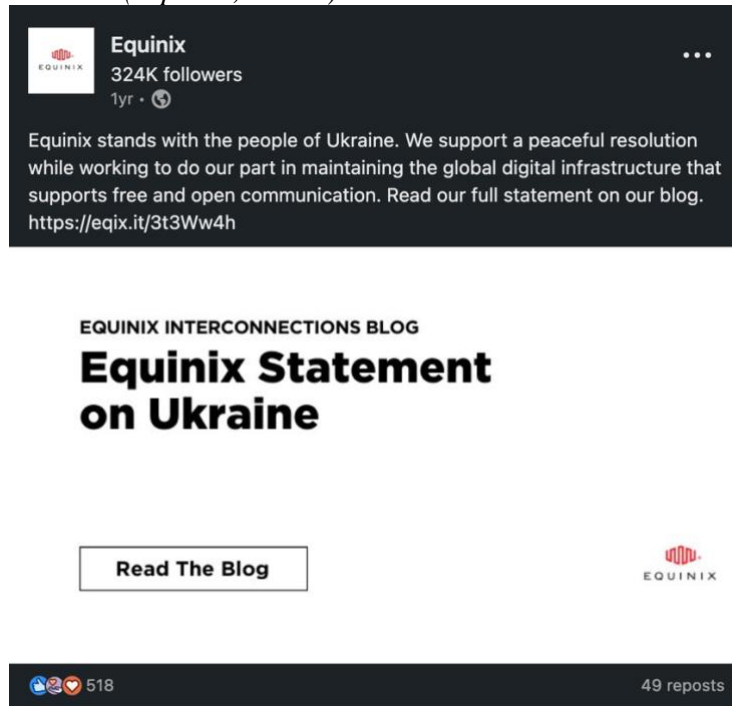 EQUINIX
Equinix
324K followers
1yr •
Equinix stands with the people of Ukraine. We support a peaceful resolution
while working to do our part in maintaining the global digital infrastructure that
supports free and open communication. Read our full statement on our blog.
https://eqix.it/3t3Ww4h
EQUINIX INTERCONNECTIONS BLOG
Equinix Statement
on Ukraine
Read The Blog
EQUINIX
518
49 reposts